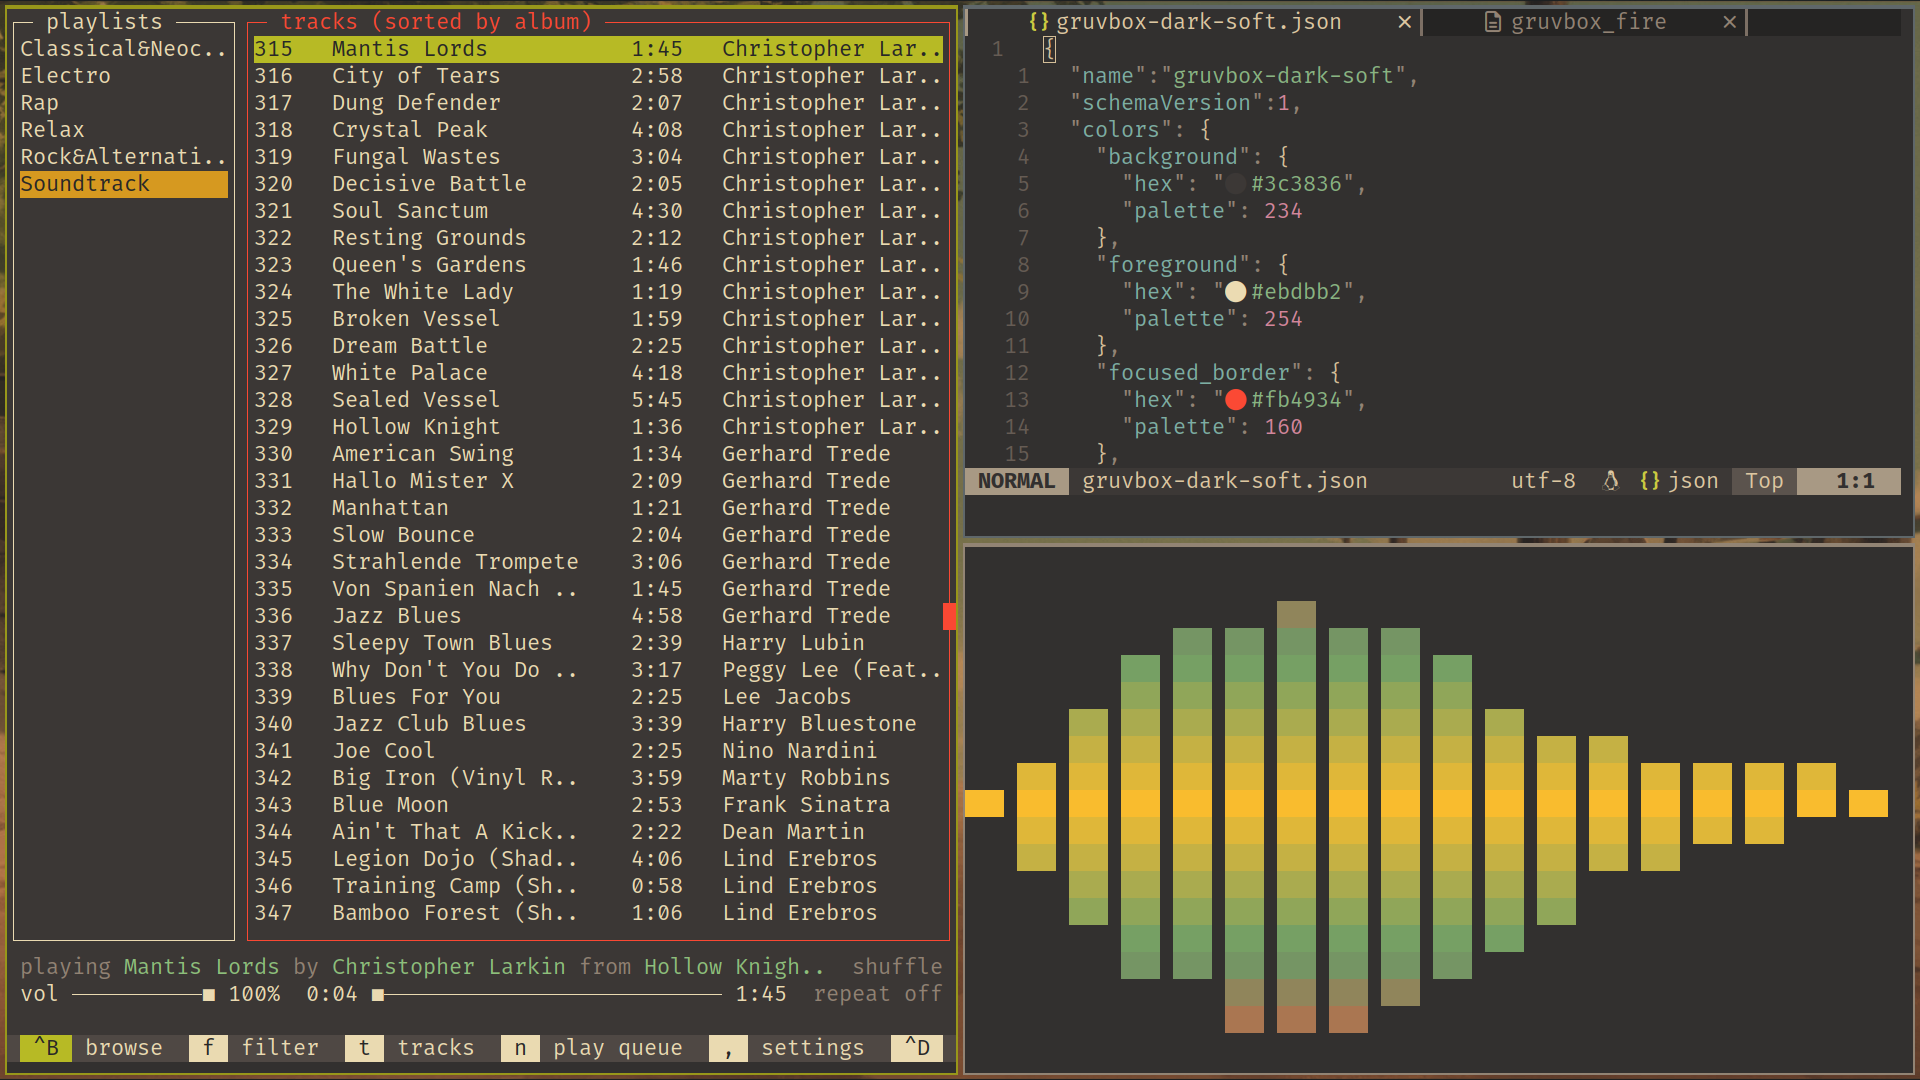 playlists
Classical&Neoc..
Electro
Rap
Relax
Rock&Alternati..
Soundtrack
tracks (sorted by album)
315 Mantis Lords 1:45 Christopher Lar..
316 City of Tears 2:58 Christopher Lar..
317 Dung Defender 2:07 Christopher Lar..
318 Crystal Peak 4:08 Christopher Lar..
319 Fungal Wastes 3:04 Christopher Lar..
320 Decisive Battle 2:05 Christopher Lar..
321 Soul Sanctum 4:30 Christopher Lar..
322 Resting Grounds 2:12 Christopher Lar..
323 Queen's Gardens 1:46 Christopher Lar..
324 The White Lady 1:19 Christopher Lar..
325 Broken Vessel 1:59 Christopher Lar..
326 Dream Battle 2:25 Christopher Lar..
327 White Palace 4:18 Christopher Lar..
328 Sealed Vessel 5:45 Christopher Lar..
329 Hollow Knight 1:36 Christopher Lar..
330 American Swing 1:34 Gerhard Trede
331 Hallo Mister X 2:09 Gerhard Trede
332 Manhattan 1:21 Gerhard Trede
333 Slow Bounce 2:04 Gerhard Trede
334 Strahlende Trompete 3:06 Gerhard Trede
335 Von Spanien Nach .. 1:45 Gerhard Trede
336 Jazz Blues 4:58 Gerhard Trede
337 Sleepy Town Blues 2:39 Harry Lubin
338 Why Don't You Do .. 3:17 Peggy Lee (Feat..
339 Blues For You 2:25 Lee Jacobs
340 Jazz Club Blues 3:39 Harry Bluestone
341 Joe Cool 2:25 Nino Nardini
342 Big Iron (Vinyl R.. 3:59 Marty Robbins
343 Blue Moon 2:53 Frank Sinatra
344 Ain't That A Kick.. 2:22 Dean Martin
345 Legion Dojo (Shad.. 4:06 Lind Erebros
346 Training Camp (Sh.. 0:58 Lind Erebros
347 Bamboo Forest (Sh.. 1:06 Lind Erebros
playing Mantis Lords by Christopher Larkin from Hollow Knigh.. shuffle
vol 100% 0:04 1:45 repeat off
^B browse f filter t tracks n play queue , settings ^D
{} gruvbox-dark-soft.json × gruvbox_fire ×
1 {
1 "name":"gruvbox-dark-soft",
2 "schemaVersion":1,
3 "colors": {
4 "background": {
5 "hex": "#3c3836",
6 "palette": 234
7 },
8 "foreground": {
9 "hex": "#ebdbb2",
10 "palette": 254
11 },
12 "focused_border": {
13 "hex": "#fb4934",
14 "palette": 160
15 },
NORMAL gruvbox-dark-soft.json utf-8 {} json Top 1:1